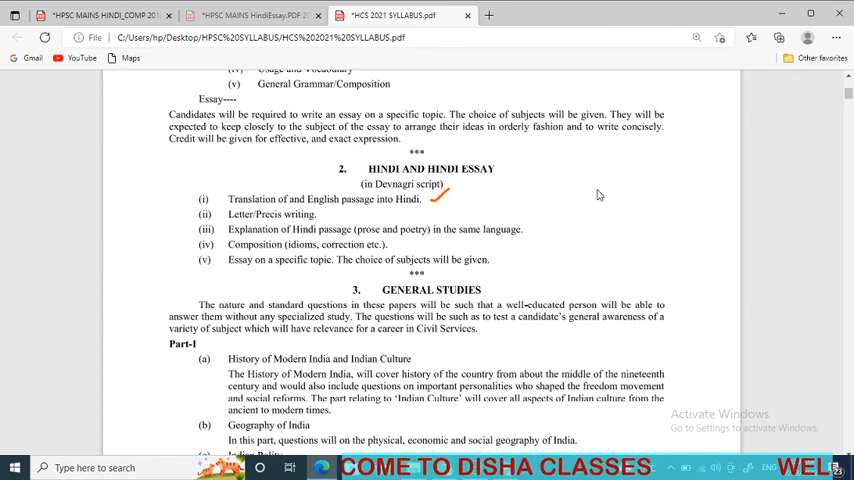 *HPSC MAINS HINDI_COMP 201
*HPSC MAINS HindiEssay.PDF 20
*HCS 2021 SYLLABUS.pdf
File | C:/Users/hp/Desktop/HPSC%20SYLLABUS/HCS%202021%20SYLLABUS.pdf
Gmail YouTube Maps Other favorites
(iv) Usage and Vocabulary
(v) General Grammar/Composition
Essay----
Candidates will be required to write an essay on a specific topic. The choice of subjects will be given. They will be
expected to keep closely to the subject of the essay to arrange their ideas in orderly fashion and to write concisely.
Credit will be given for effective, and exact expression.
***
2. HINDI AND HINDI ESSAY
(in Devnagri script)
(i) Translation of and English passage into Hindi.
(ii) Letter/Precis writing.
(iii) Explanation of Hindi passage (prose and poetry) in the same language.
(iv) Composition (idioms, correction etc.).
(v) Essay on a specific topic. The choice of subjects will be given.
***
3. GENERAL STUDIES
The nature and standard questions in these papers will be such that a well-educated person will be able to
answer them without any specialized study. The questions will be such as to test a candidate's general awareness of a
variety of subject which will have relevance for a career in Civil Services.
Part-I
(a) History of Modern India and Indian Culture
The History of Modern India, will cover history of the country from about the middle of the nineteenth
century and would also include questions on important personalities who shaped the freedom movement
and social reforms. The part relating to 'Indian Culture' will cover all aspects of Indian culture from the
ancient to modern times.
(b) Geography of India
In this part, questions will on the physical, economic and social geography of India.
Indian Polity
Activate Windows
Go to Settings to activate Windows.
Type here to search
COME TO DISHA CLASSES WEL
ENG
23